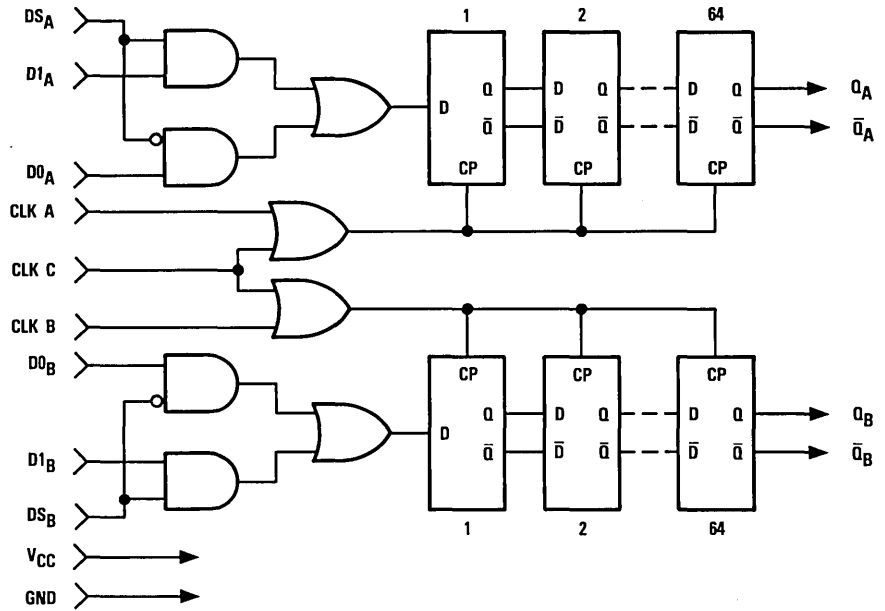 DSA
1 2 64
D1A
D Q D Q D Q QA
Q̅ D̅ Q̅ D̅ Q̅ Q̅A
CP CP CP
D0A
CLK A
CLK C
CLK B
D0B
CP CP CP
D Q D Q D Q QB
Q̅ D̅ Q̅ D̅ Q̅ Q̅B
D1B
DSB
1 2 64
VCC
GND